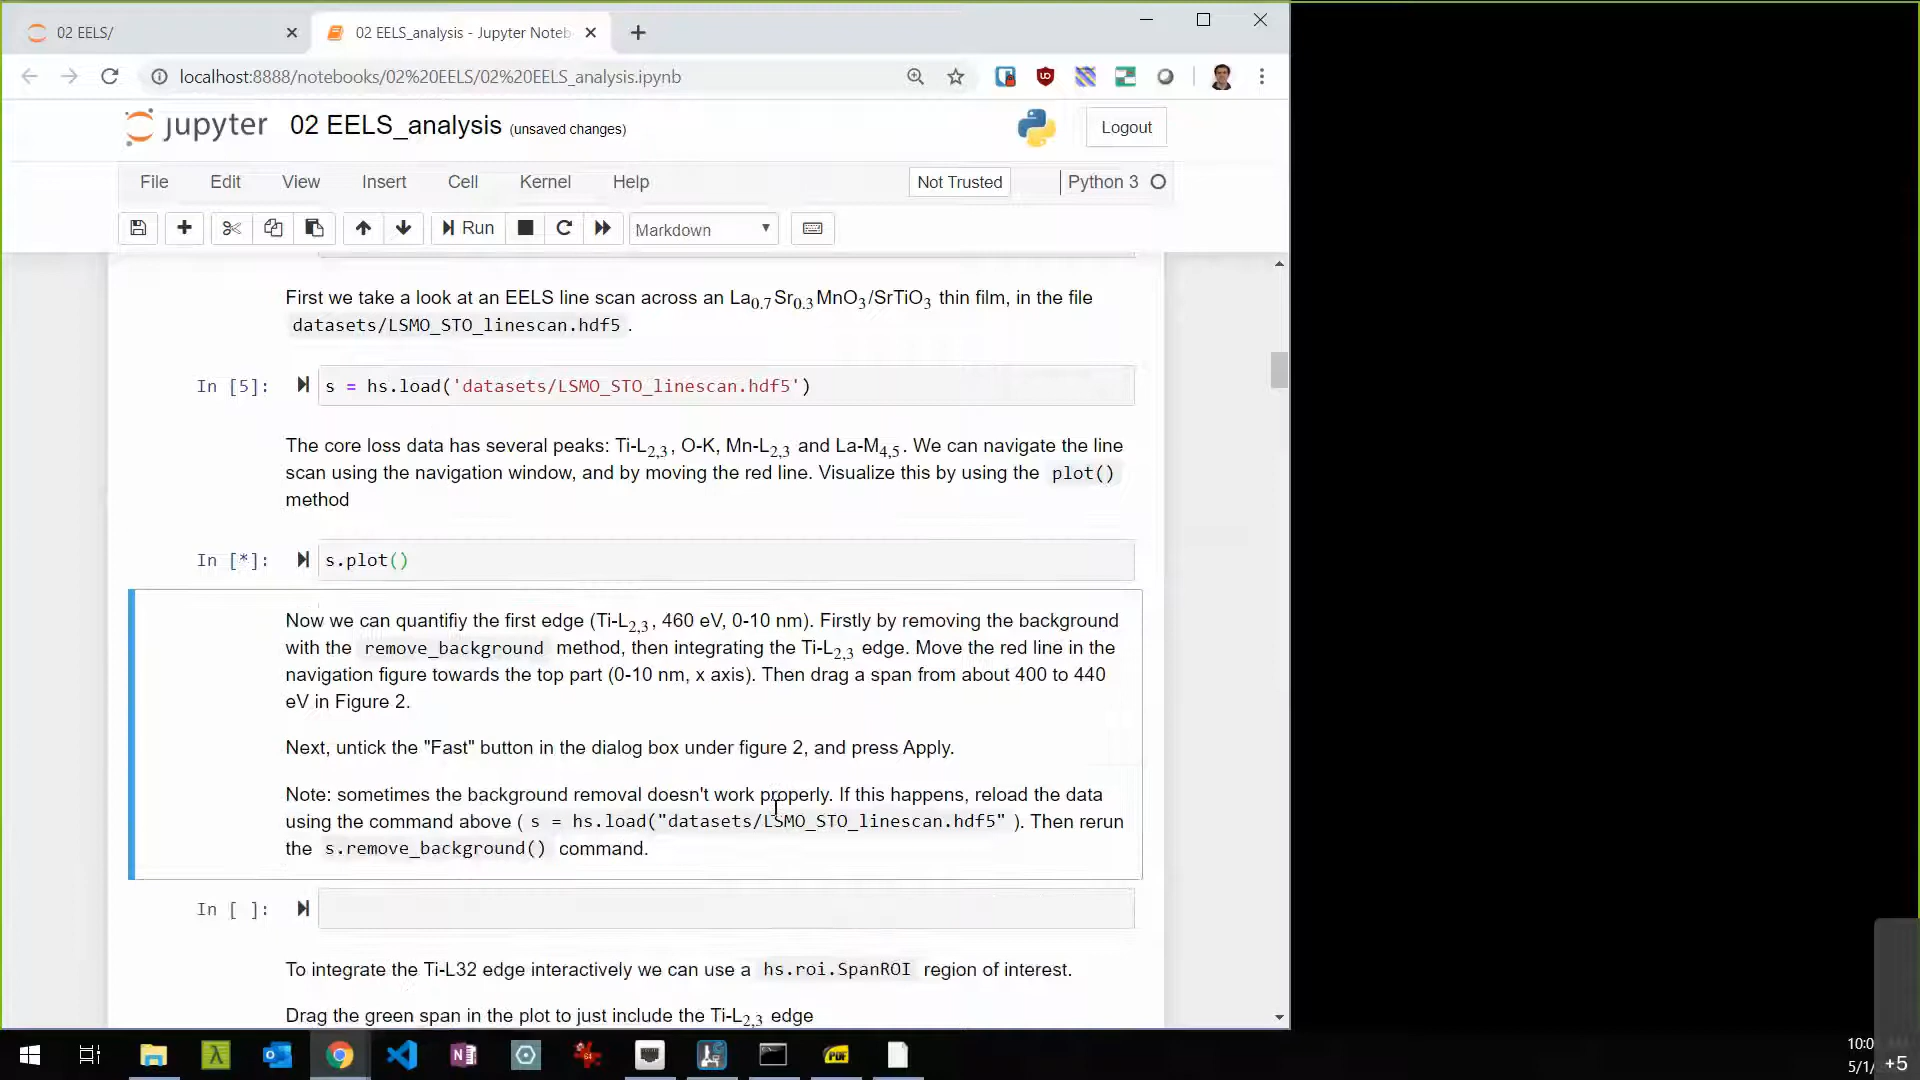 02 EELS/
02 EELS_analysis - Jupyter Noteb
localhost:8888/notebooks/02%20EELS/02%20EELS_analysis.ipynb
jupyter 02 EELS_analysis (unsaved changes)
Logout
File Edit View Insert Cell Kernel Help
Not Trusted
Python 3
Run
Markdown
First we take a look at an EELS line scan across an La0.7Sr0.3MnO3/SrTiO3 thin film, in the file
datasets/LSMO_STO_linescan.hdf5 .
In [5]: s = hs.load('datasets/LSMO_STO_linescan.hdf5')
The core loss data has several peaks: Ti-L2,3, O-K, Mn-L2,3 and La-M4,5. We can navigate the line
scan using the navigation window, and by moving the red line. Visualize this by using the plot()
method
In [*]: s.plot()
Now we can quantifiy the first edge (Ti-L2,3, 460 eV, 0-10 nm). Firstly by removing the background
with the remove_background method, then integrating the Ti-L2,3 edge. Move the red line in the
navigation figure towards the top part (0-10 nm, x axis). Then drag a span from about 400 to 440
eV in Figure 2.
Next, untick the "Fast" button in the dialog box under figure 2, and press Apply.
Note: sometimes the background removal doesn't work properly. If this happens, reload the data
using the command above ( s = hs.load("datasets/LSMO_STO_linescan.hdf5" ). Then rerun
the s.remove_background() command.
In [ ]:
To integrate the Ti-L32 edge interactively we can use a hs.roi.SpanROI region of interest.
Drag the green span in the plot to just include the Ti-L2,3 edge
10:0
5/1/
+5